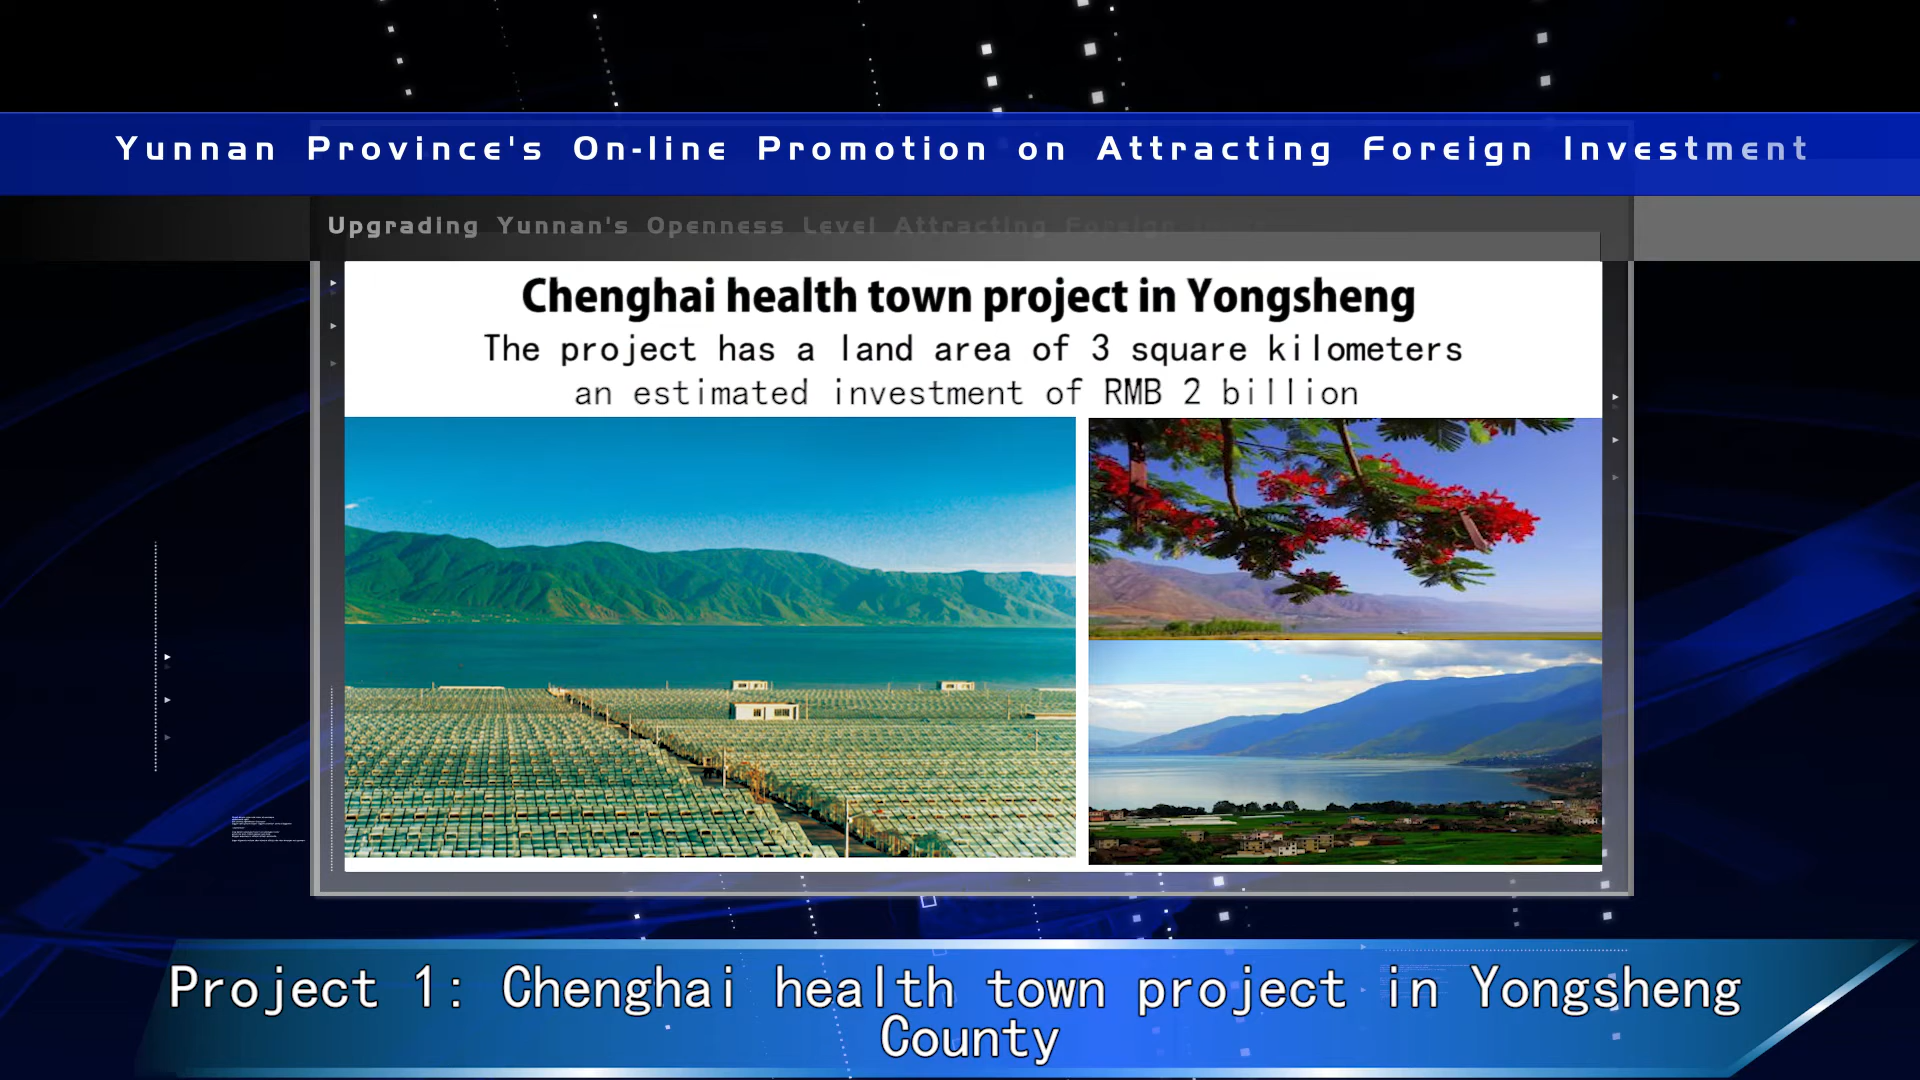 Yunnan Province's On-line Promotion on Attracting Foreign Investment
Upgrading Yunnan's Openness Level Attracting Foreign
Chenghai health town project in Yongsheng
The project has a land area of 3 square kilometers
an estimated investment of RMB 2 billion
Project 1: Chenghai health town project in Yongsheng
County